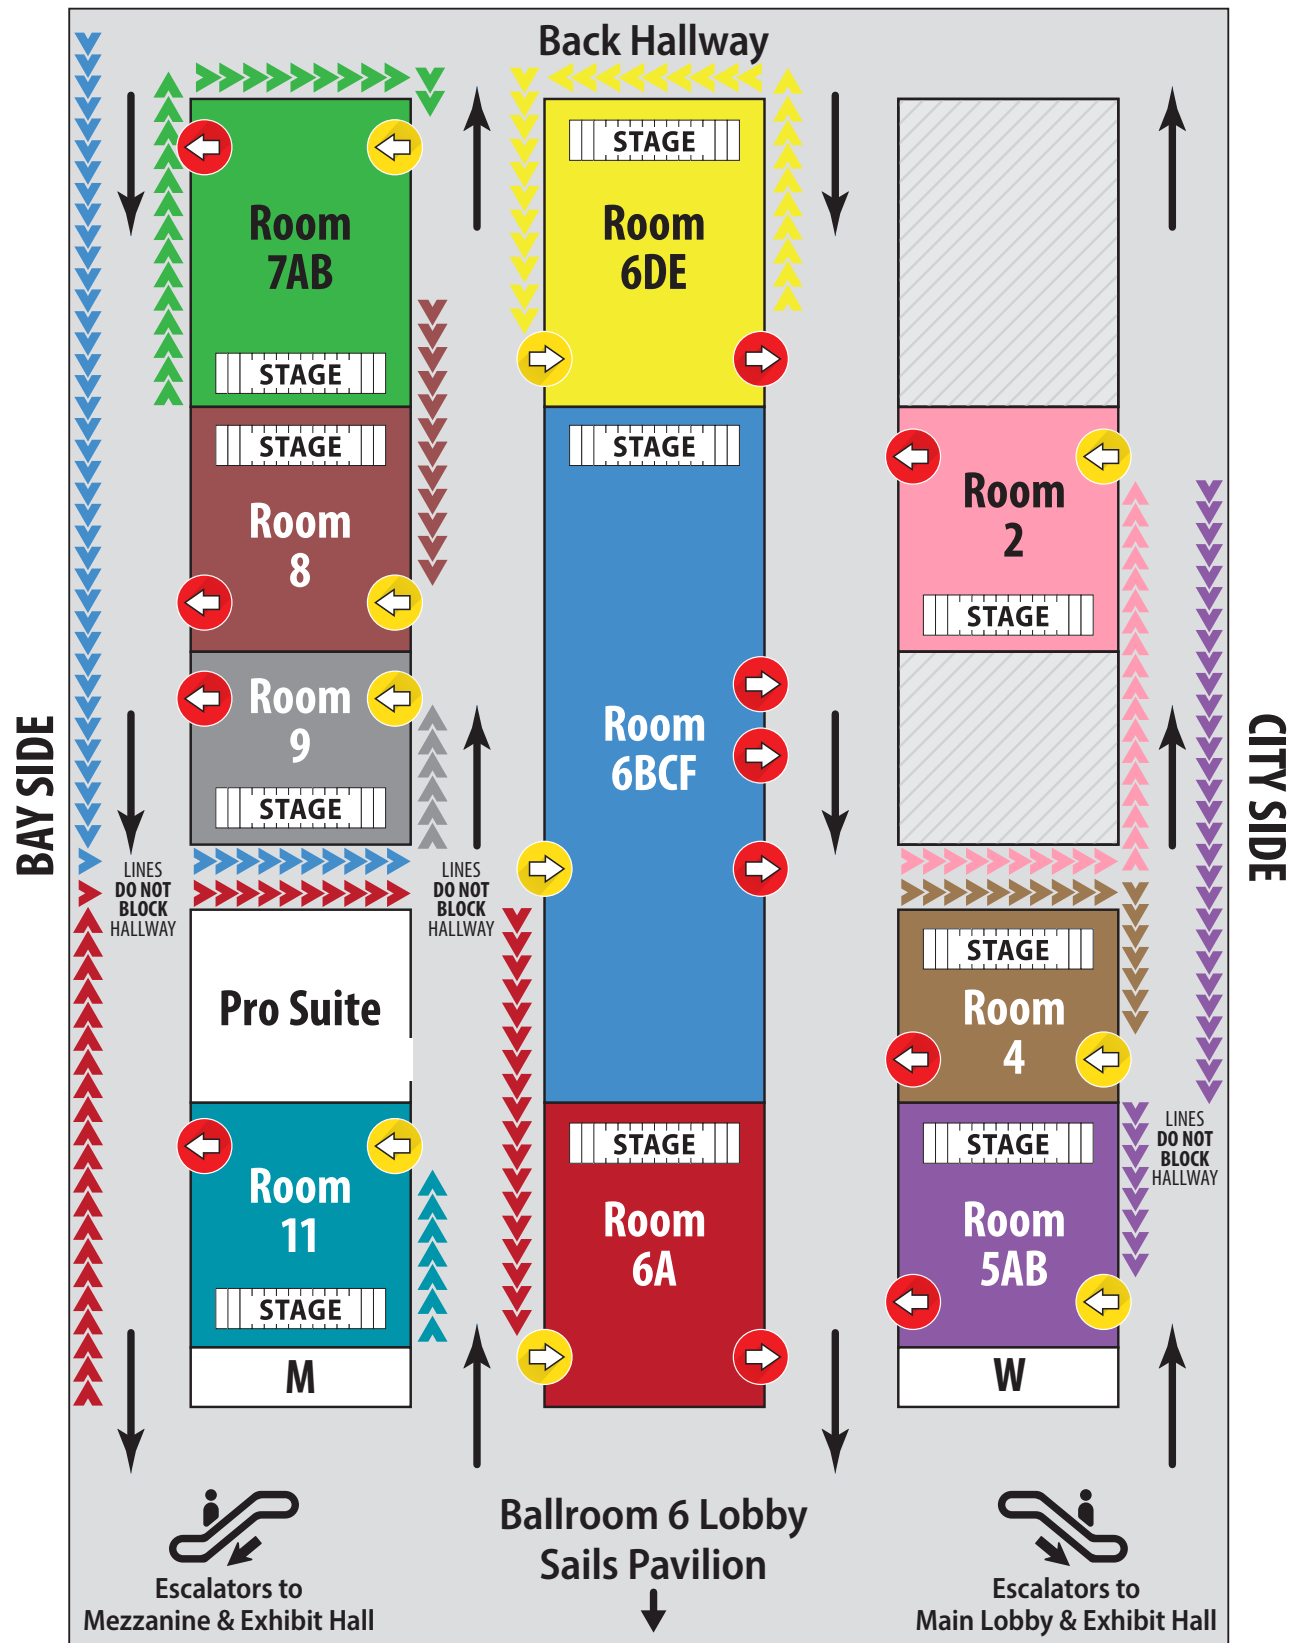 Back Hallway
STAGE
Room
7AB
Room
6DE
STAGE
STAGE
STAGE
Room
8
Room
2
STAGE
Room
9
STAGE
Room
6BCF
BAY SIDE
CITY SIDE
LINES
DO NOT
BLOCK
HALLWAY
LINES
DO NOT
BLOCK
HALLWAY
STAGE
Pro Suite
Room
4
STAGE
STAGE
LINES
DO NOT
BLOCK
HALLWAY
Room
11
Room
6A
Room
5AB
STAGE
M
W
Ballroom 6 Lobby
Sails Pavilion
Escalators to
Mezzanine & Exhibit Hall
Escalators to
Main Lobby & Exhibit Hall